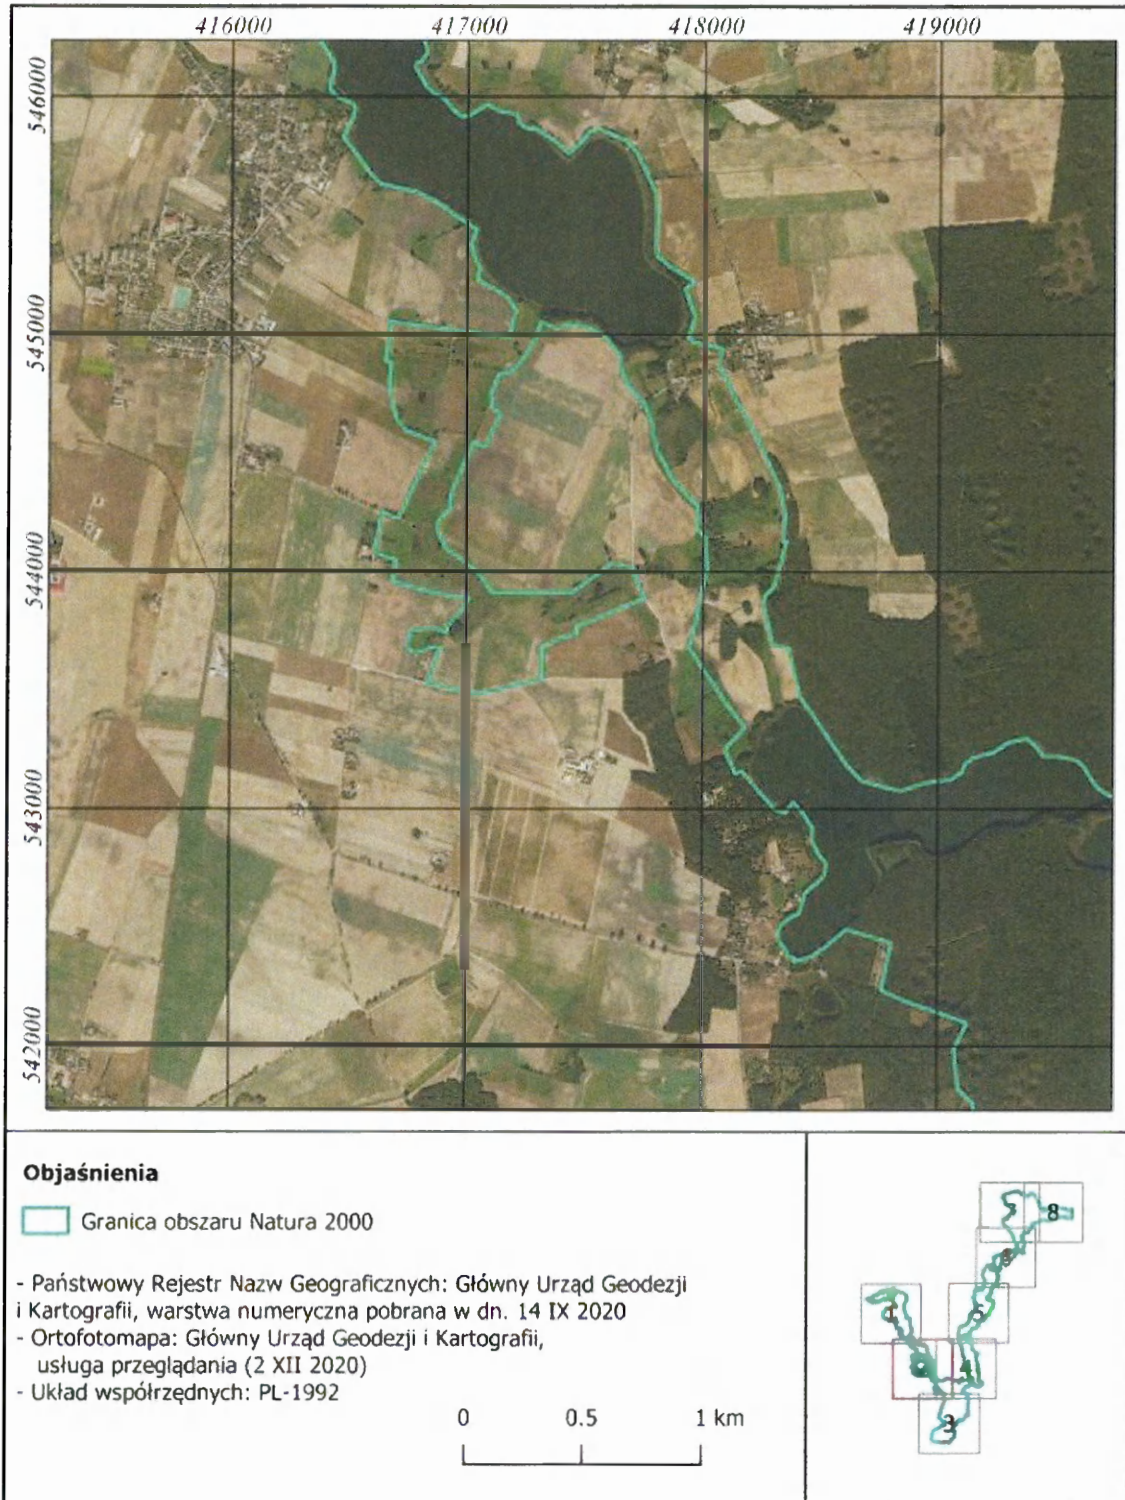 416000 417000 418000 419000
546000
545000
544000
543000
542000
Objaśnienia
Granica obszaru Natura 2000
- Państwowy Rejestr Nazw Geograficznych: Główny Urząd Geodezji
i Kartografii, warstwa numeryczna pobrana w dn. 14 IX 2020
- Ortofotomapa: Główny Urząd Geodezji i Kartografii,
usługa przeglądania (2 XII 2020)
- Układ współrzędnych: PL-1992
0 0.5 1 km
8
4
3